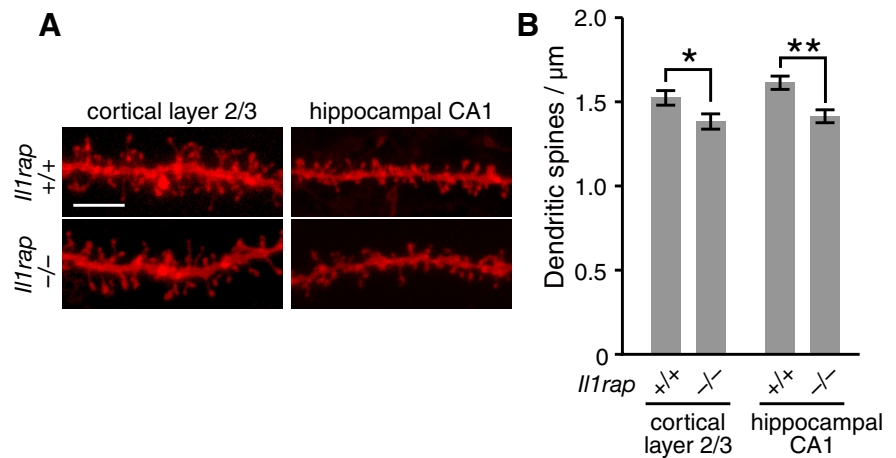 A
cortical layer 2/3
hippocampal CA1
Il1rap
+/+
Il1rap
−/−
B
Dendritic spines / µm
2.0
1.5
1.0
0.5
0
*
**
Il1rap
+/+
−/−
+/+
−/−
cortical
layer 2/3
hippocampal
CA1